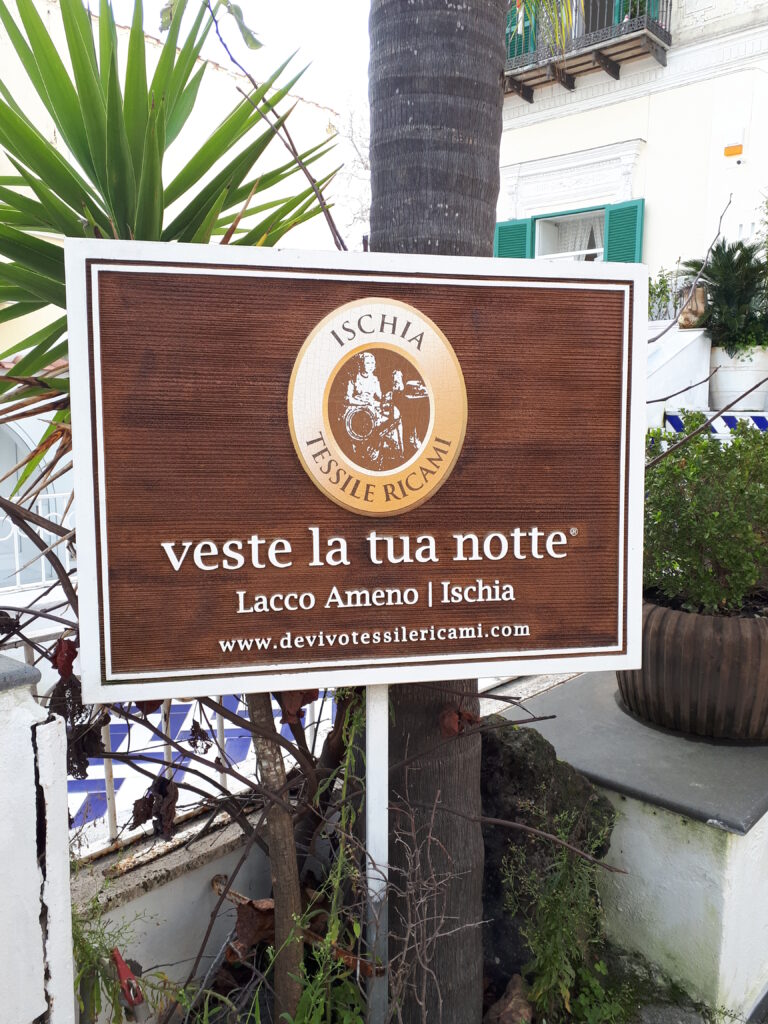 ISCHIA
TESSILE RICAMI
veste la tua notte®
Lacco Ameno | Ischia
www.devivotessilericami.com